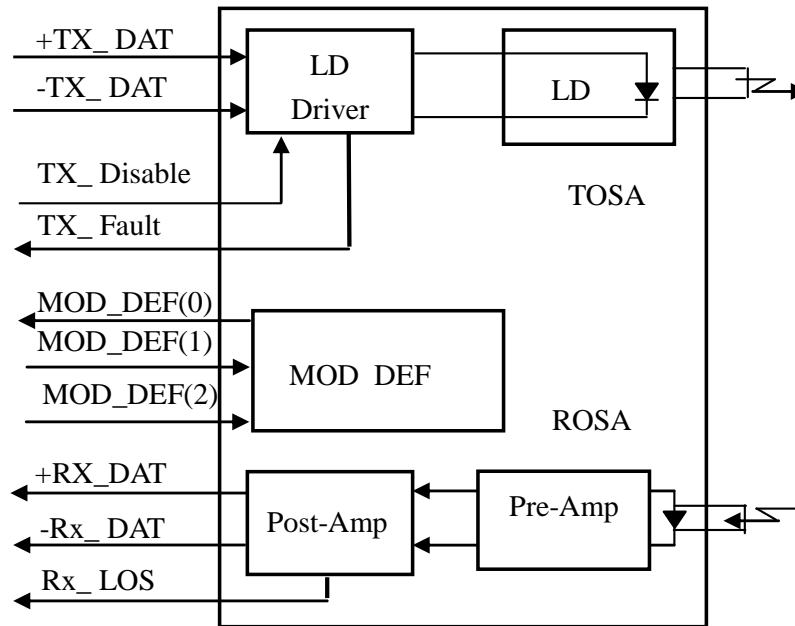 +TX_ DAT
-TX_ DAT
TX_ Disable
TX_ Fault
LD
Driver
LD
TOSA
MOD_DEF(0)
MOD_DEF(1)
MOD_DEF(2)
MOD DEF
ROSA
+RX_DAT
-Rx_ DAT
Rx_ LOS
Post-Amp
Pre-Amp